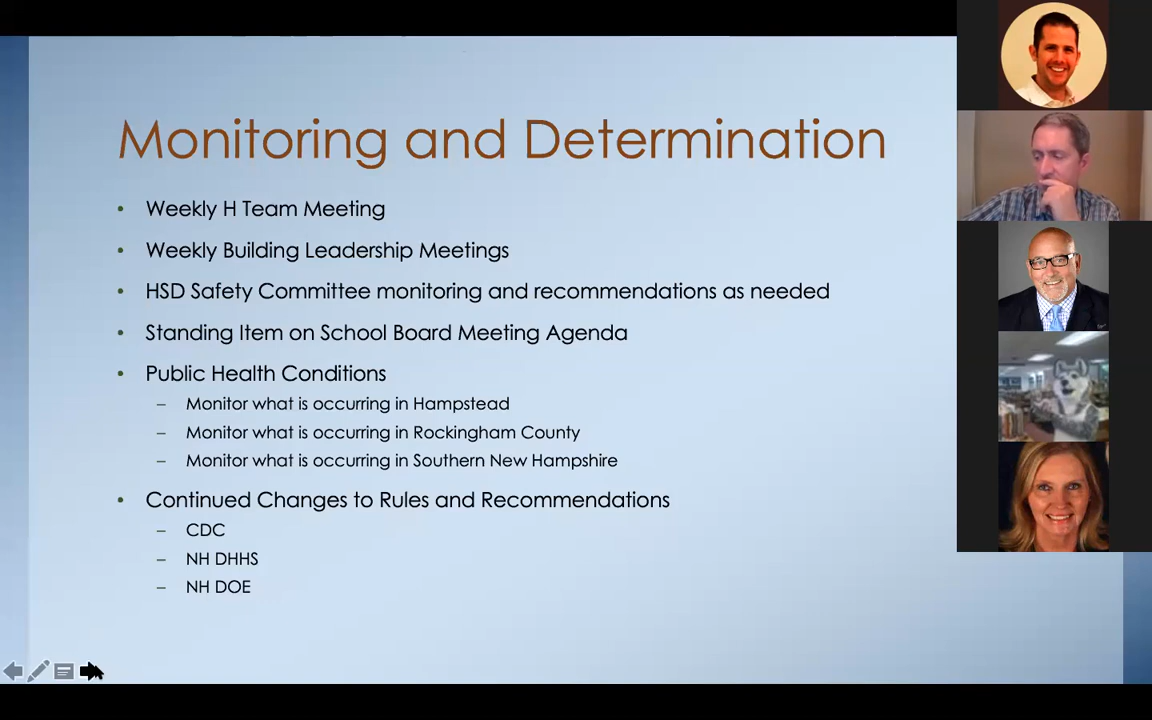 Monitoring and Determination
• Weekly H Team Meeting
• Weekly Building Leadership Meetings
• HSD Safety Committee monitoring and recommendations as needed
• Standing Item on School Board Meeting Agenda
• Public Health Conditions
– Monitor what is occurring in Hampstead
– Monitor what is occurring in Rockingham County
– Monitor what is occurring in Southern New Hampshire
• Continued Changes to Rules and Recommendations
– CDC
– NH DHHS
– NH DOE